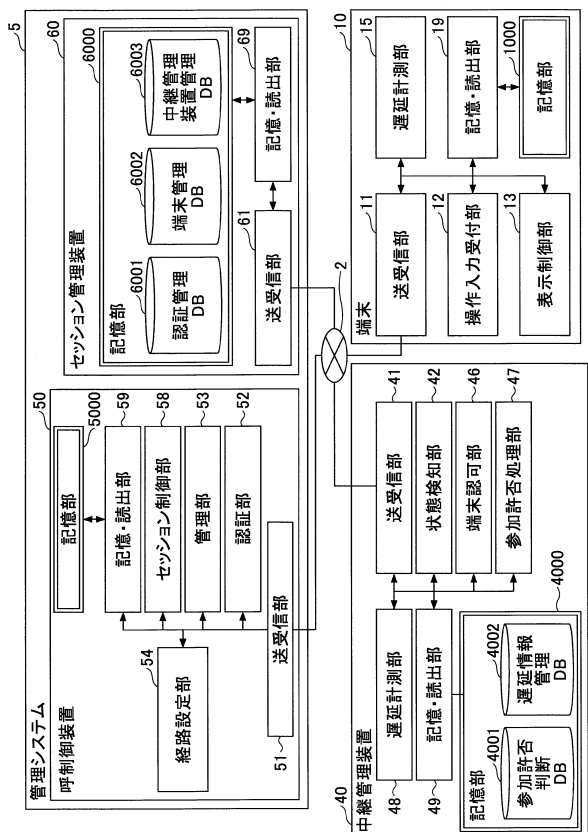 管理システム
5
呼制御装置
50
記憶部
5000
記憶・読出部
59
セッション制御部
58
管理部
53
認証部
52
経路設定部
54
送受信部
51
セッション管理装置
60
記憶部
6000
認証管理
DB
6001
端末管理
DB
6002
中継管理
装置管理
DB
6003
送受信部
61
記憶・読出部
69
2
中継管理装置
40
遅延計測部
48
記憶・読出部
49
記憶部
4000
参加許否
判断
DB
4001
遅延情報
管理
DB
4002
送受信部
41
状態検知部
42
端末認可部
46
参加許否処理部
47
端末
10
送受信部
11
操作入力受付部
12
表示制御部
13
遅延計測部
15
記憶・読出部
19
記憶部
1000